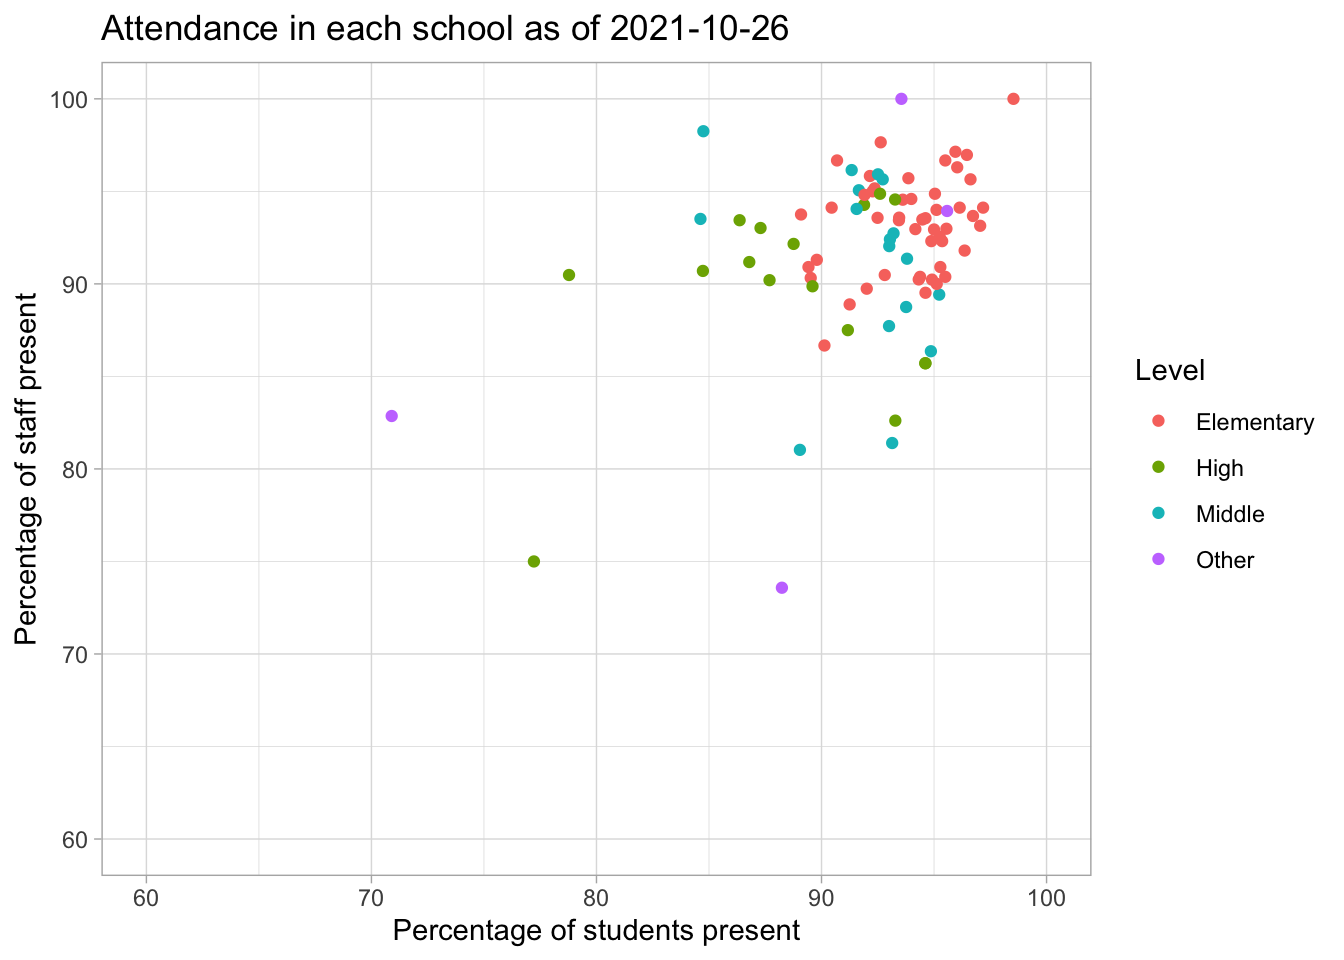 Attendance in each school as of 2021-10-26
Percentage of staff present
100
90
80
70
60
60 70 80 90 100
Percentage of students present
Level
Elementary
High
Middle
Other